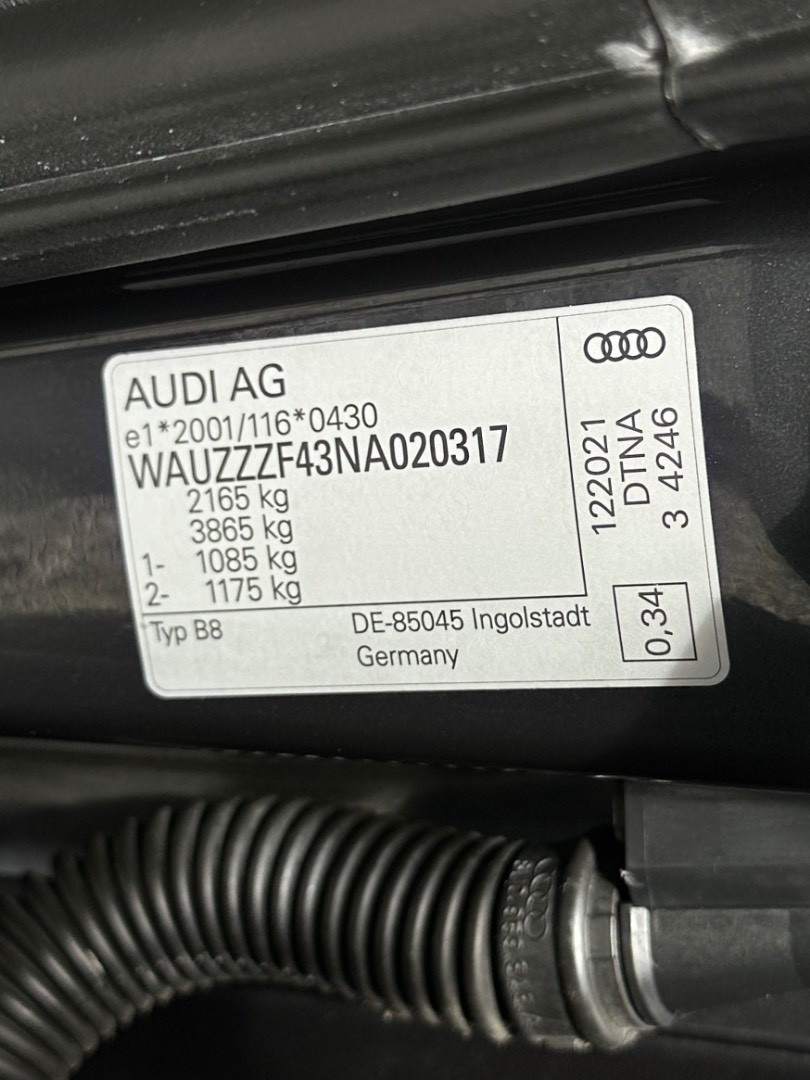 AUDI AG
e1*2001/116*0430
WAUZZZF43NA020317
2165 kg
3865 kg
1- 1085 kg
2- 1175 kg
Typ B8
DE-85045 Ingolstadt
Germany
122021
DTNA
3 4246
0,34